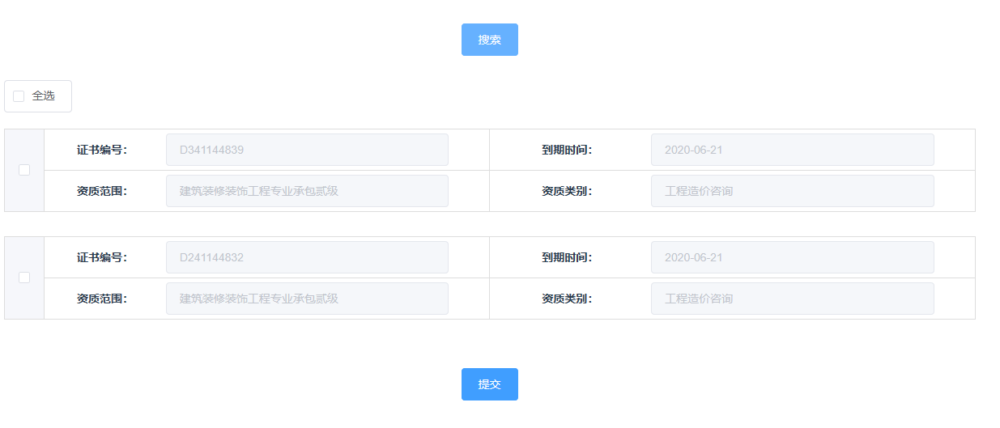 搜索
全选
证书编号： D341144839 到期时间： 2020-06-21
资质范围： 建筑装修装饰工程专业承包贰级 资质类别： 工程造价咨询
证书编号： D241144832 到期时间： 2020-06-21
资质范围： 建筑装修装饰工程专业承包贰级 资质类别： 工程造价咨询
提交